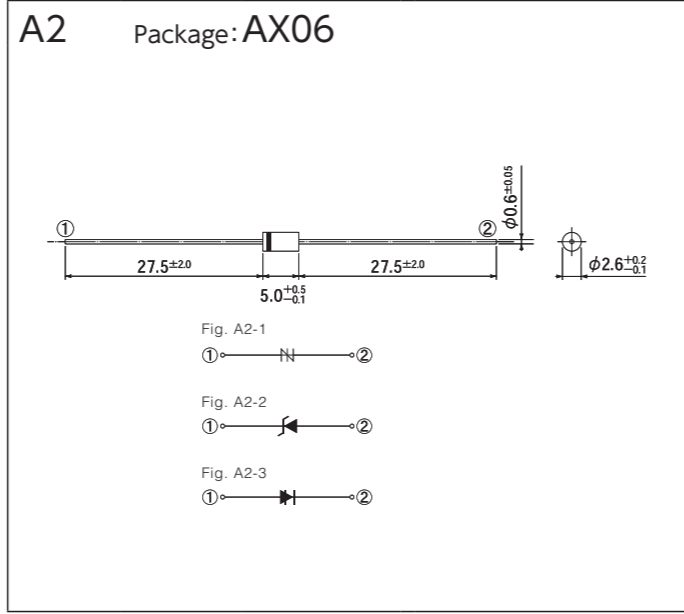 A2 Package:AX06
φ0.6±0.05
① ②
27.5±2.0 27.5±2.0 φ2.6+0.2−0.1
5.0+0.5−0.1
Fig. A2-1
① ②
Fig. A2-2
① ②
Fig. A2-3
① ②